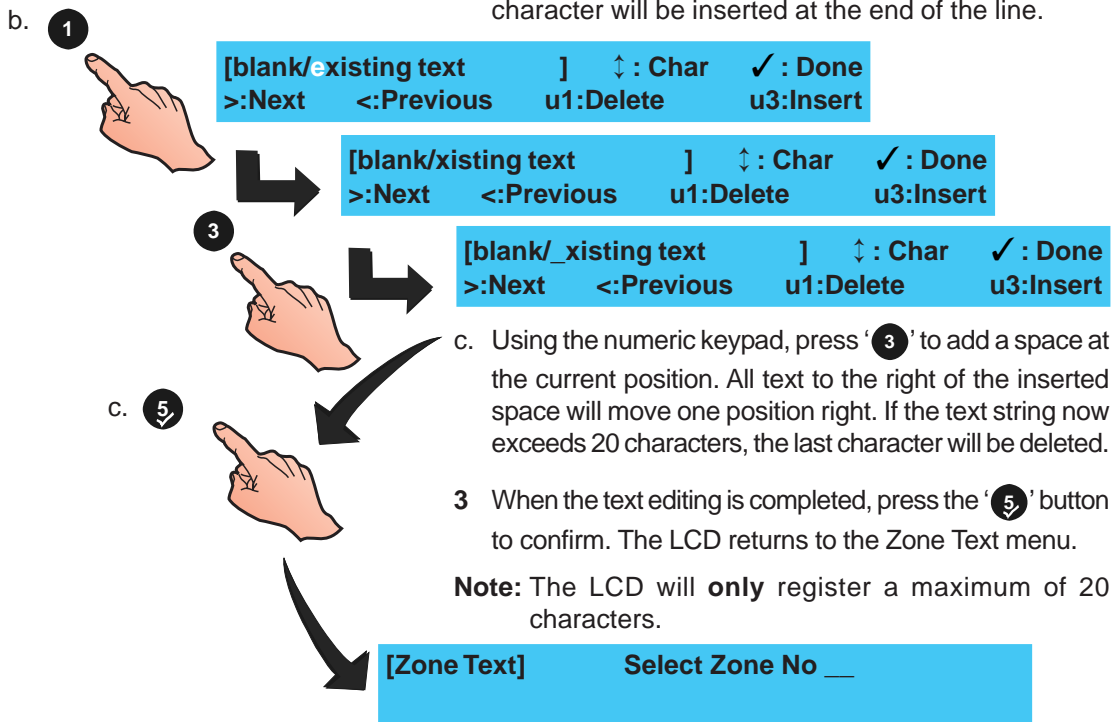 character will be inserted at the end of the line.
b. 1
[blank/existing text ] ↕ : Char ✓ : Done
>:Next <:Previous u1:Delete u3:Insert
[blank/xisting text ] ↕ : Char ✓ : Done
>:Next <:Previous u1:Delete u3:Insert
3
[blank/_xisting text ] ↕ : Char ✓ : Done
>:Next <:Previous u1:Delete u3:Insert
c. Using the numeric keypad, press ‘3’ to add a space at
the current position. All text to the right of the inserted
space will move one position right. If the text string now
exceeds 20 characters, the last character will be deleted.
c. 5✓
3 When the text editing is completed, press the ‘5✓’ button
to confirm. The LCD returns to the Zone Text menu.
Note: The LCD will only register a maximum of 20
characters.
[Zone Text] Select Zone No __